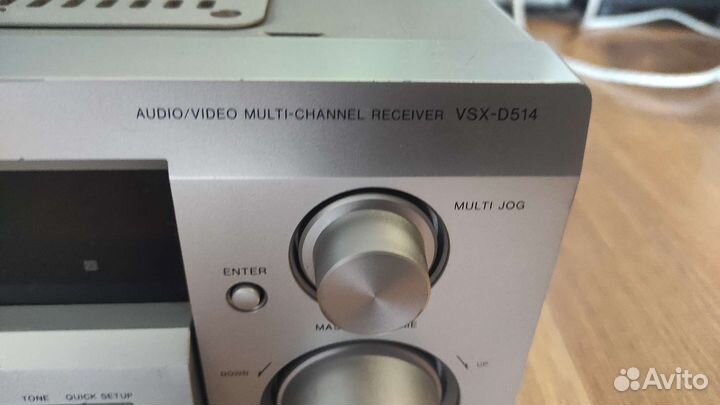 AUDIO/VIDEO MULTI-CHANNEL RECEIVER VSX-D514
MULTI JOG
ENTER
DOWN
UP
TONE QUICK SETUP
Avito